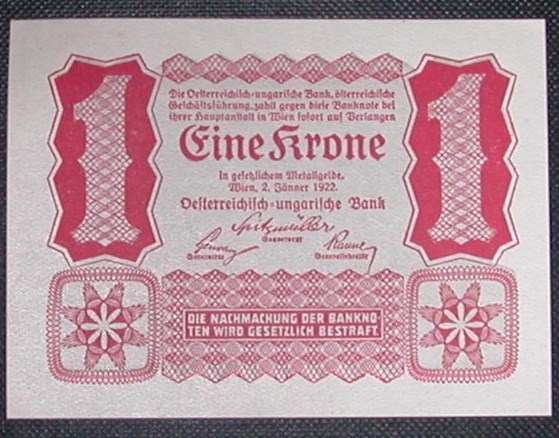 1
1
Die Oesterreichisch-ungarische Bank, österreichische
Geschäftsführung, zahlt gegen diese Banknote bei
ihrer Hauptanstalt in Wien sofort auf Verlangen
Eine Krone
In gesetzlichem Metallgelde.
Wien, 2. Jänner 1922.
Oesterreichisch-ungarische Bank
Spitzmüller
Gouverneur
Generalrat
Generalsekretär
DIE NACHMACHUNG DER BANKNO-
TEN WIRD GESETZLICH BESTRAFT.